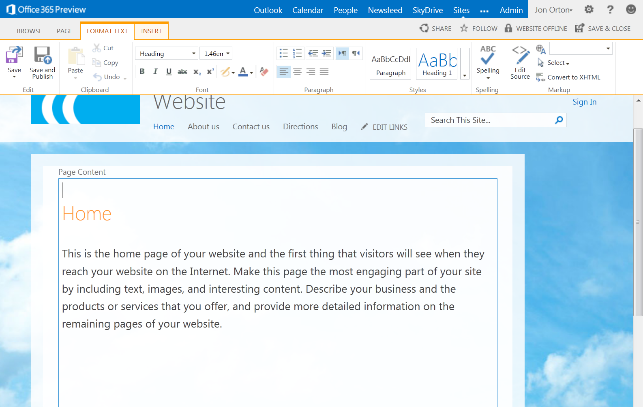 Office 365 Preview
Outlook Calendar People Newsfeed SkyDrive Sites ... Admin Jon Orton ?
BROWSE PAGE FORMAT TEXT INSERT SHARE FOLLOW WEBSITE OFFLINE SAVE & CLOSE
Save Save and Publish Paste Cut Copy Undo
Heading 1.46em
B I U abc x2 x2 A
AaBbCcDdI Paragraph AaBb Heading 1
ABC Spelling Edit Source Select Convert to XHTML
Edit Clipboard Font Paragraph Styles Spelling Markup
Website
Sign In
Home About us Contact us Directions Blog EDIT LINKS Search This Site...
Page Content
Home
This is the home page of your website and the first thing that visitors will see when they
reach your website on the Internet. Make this page the most engaging part of your site
by including text, images, and interesting content. Describe your business and the
products or services that you offer, and provide more detailed information on the
remaining pages of your website.